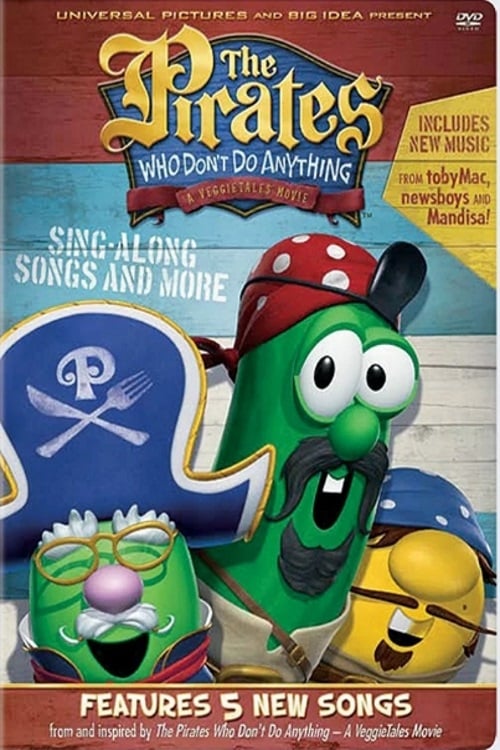 UNIVERSAL PICTURES AND BIG IDEA PRESENT
DVD
VIDEO
The
Pirates
WHO DON'T DO ANYTHING
A VEGGIETALES MOVIE
TM
INCLUDES
NEW MUSIC
FROM tobyMac,
newsboys AND
Mandisa!
SING-ALONG
SONGS AND MORE
P
FEATURES 5 NEW SONGS
from and inspired by The Pirates Who Don't Do Anything – A VeggieTales Movie